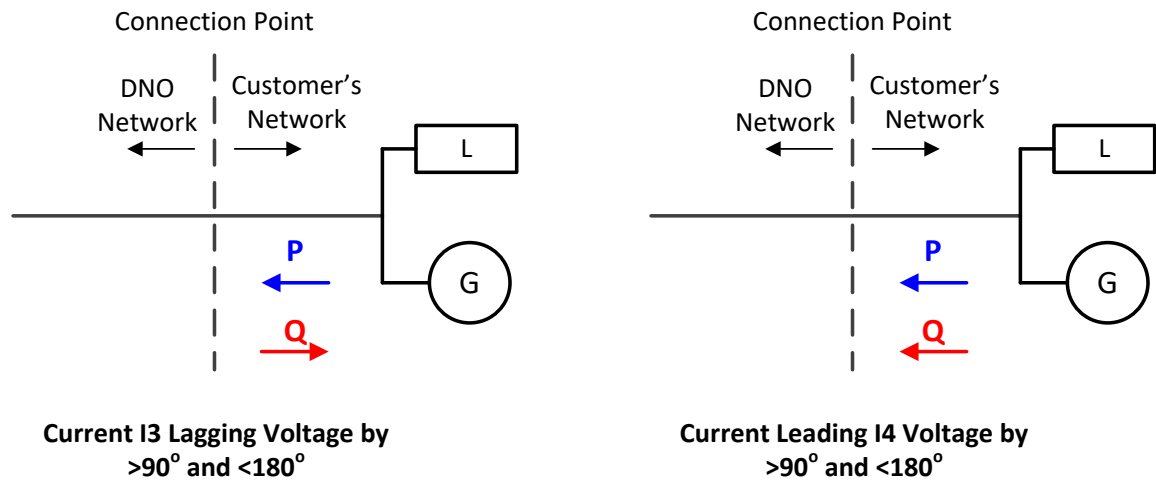 Connection Point
DNO
Network
Customer's
Network
L
P
G
Q
Current I3 Lagging Voltage by
>90° and <180°
Connection Point
DNO
Network
Customer's
Network
L
P
G
Q
Current Leading I4 Voltage by
>90° and <180°